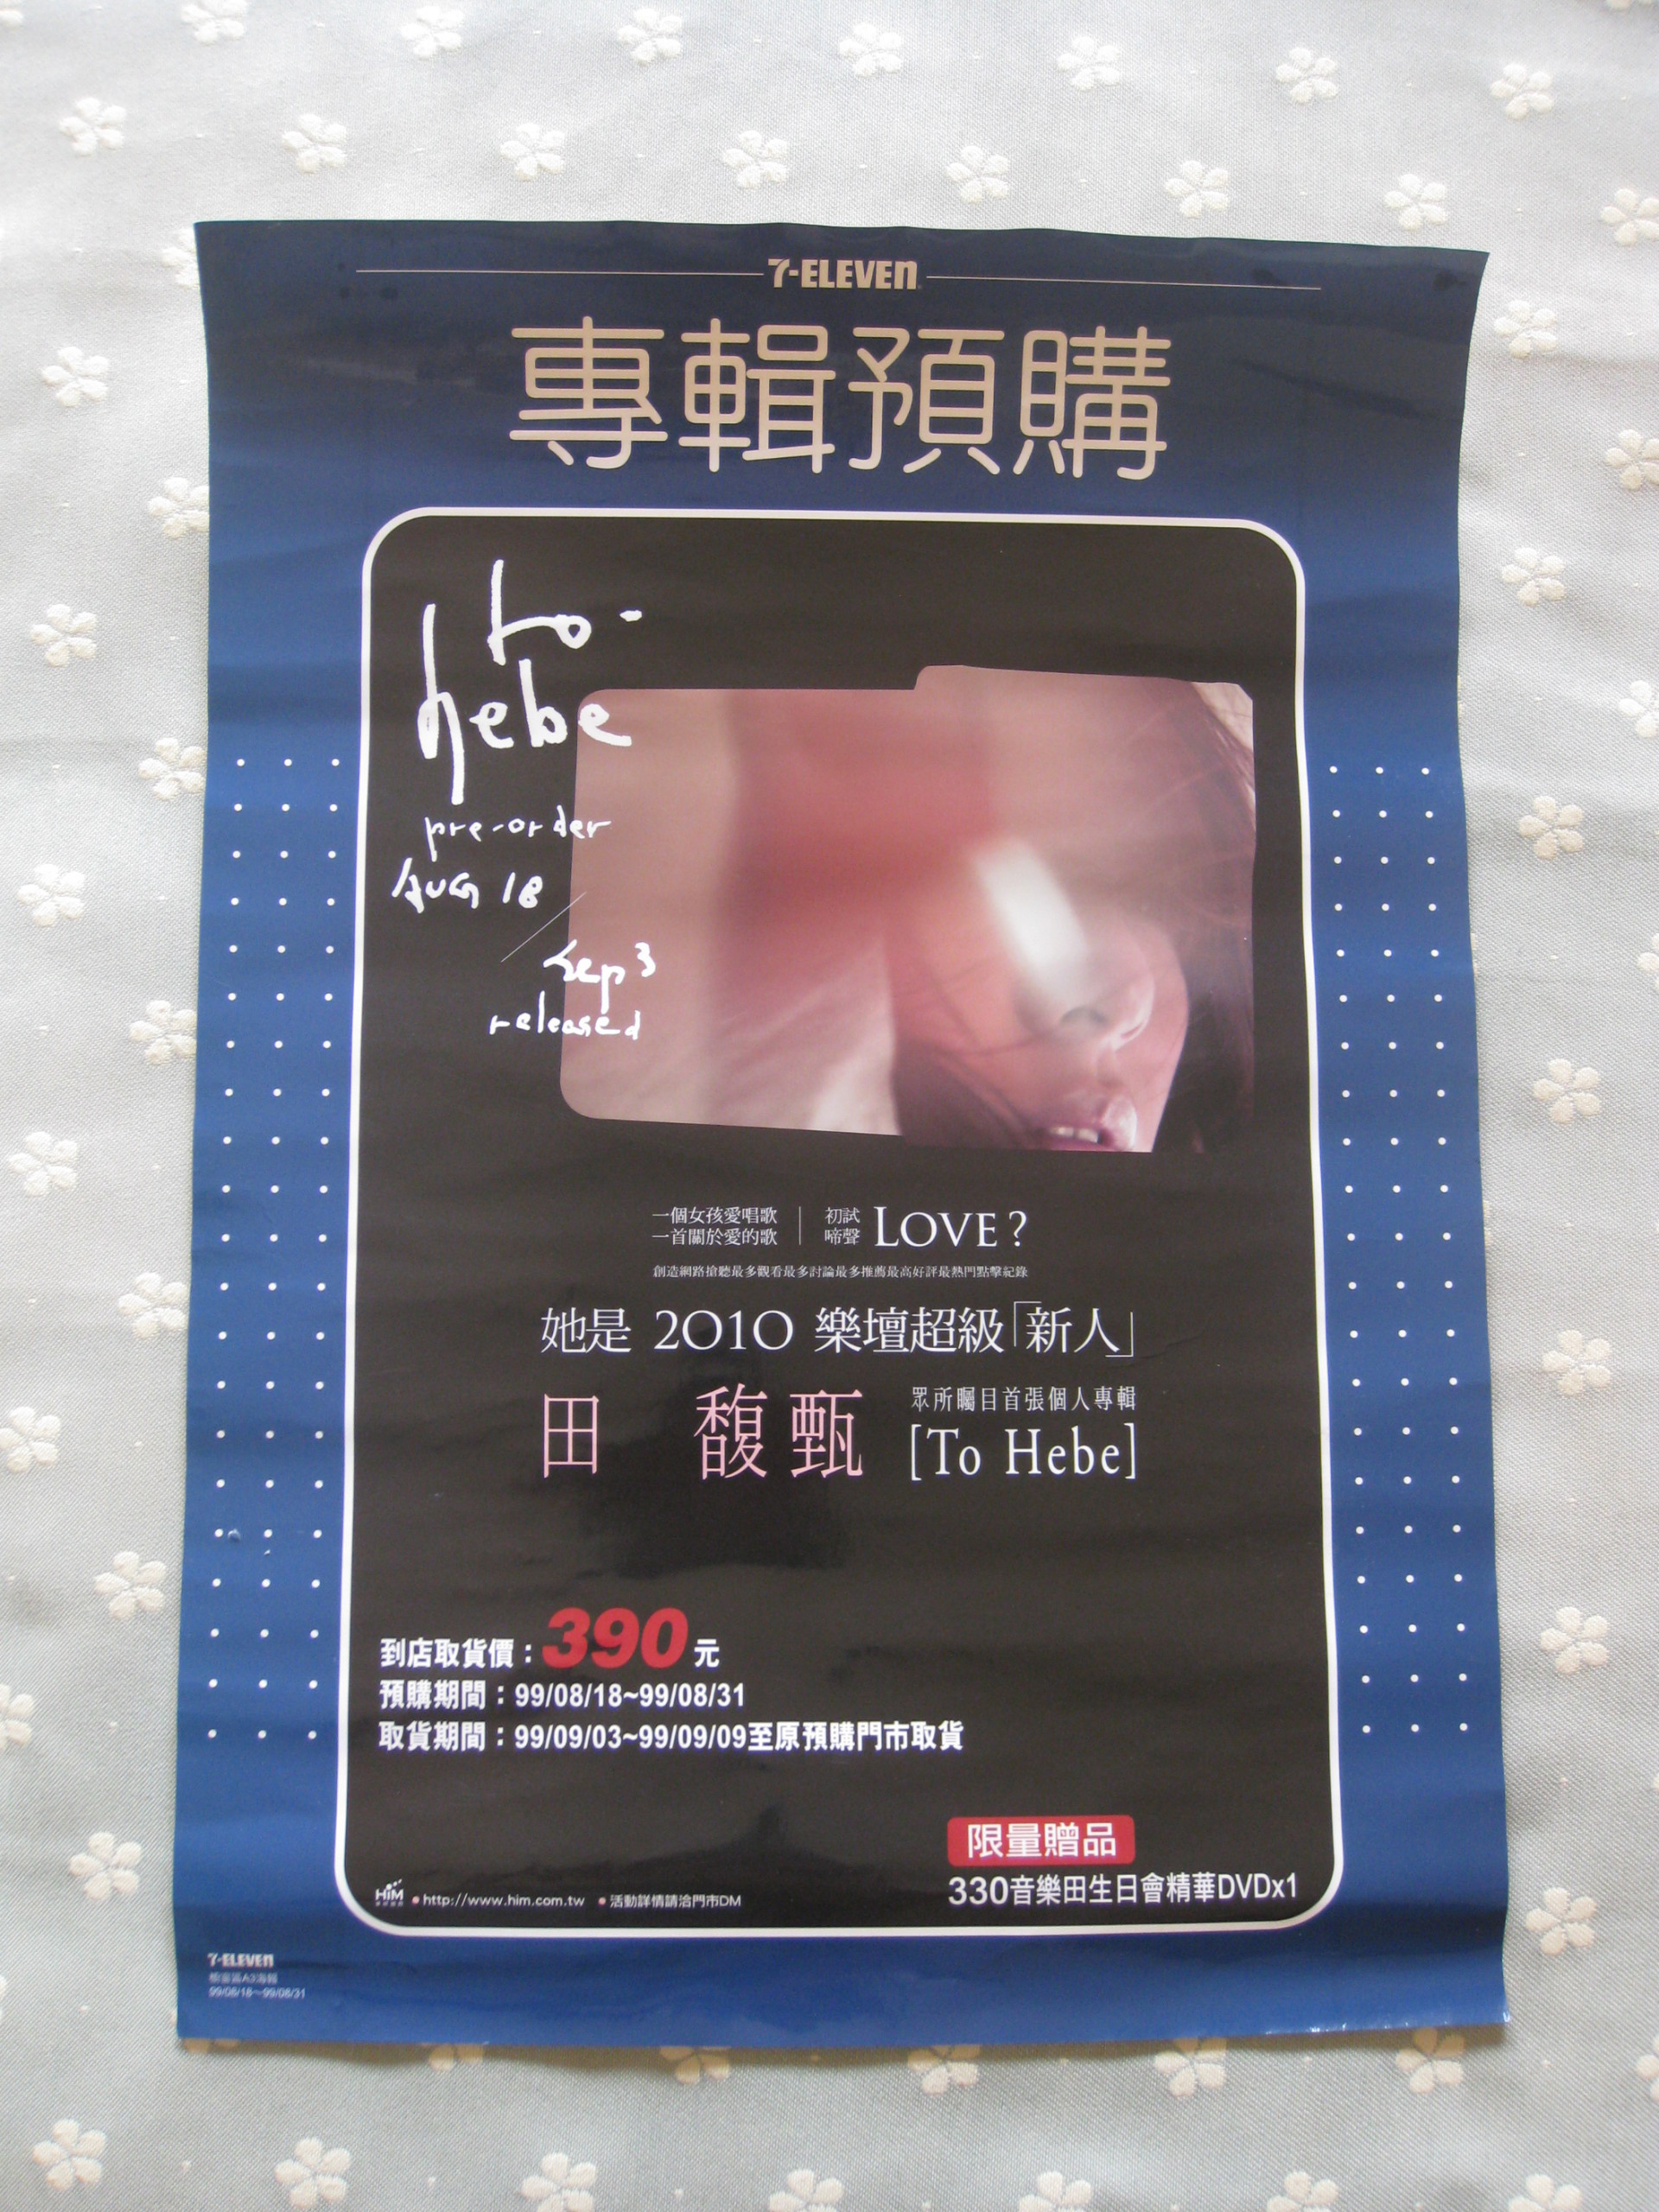 7-ELEVEN
專輯預購
to-
hebe
pre-order
AUG 18
Sep 3
released
一個女孩愛唱歌
一首關於愛的歌
初試
啼聲
LOVE?
創造網路搶聽最多觀看最多討論最多推薦最高好評最熱門點擊紀錄
她是 2010 樂壇超級「新人」
田 馥甄
眾所矚目首張個人專輯
[To Hebe]
到店取貨價：390元
預購期間：99/08/18~99/08/31
取貨期間：99/09/03~99/09/09至原預購門市取貨
限量贈品
330音樂田生日會精華DVDx1
HIM
●http://www.him.com.tw ●活動詳情請洽門市DM
7-ELEVEN
A3海報
99/08/18~99/08/31